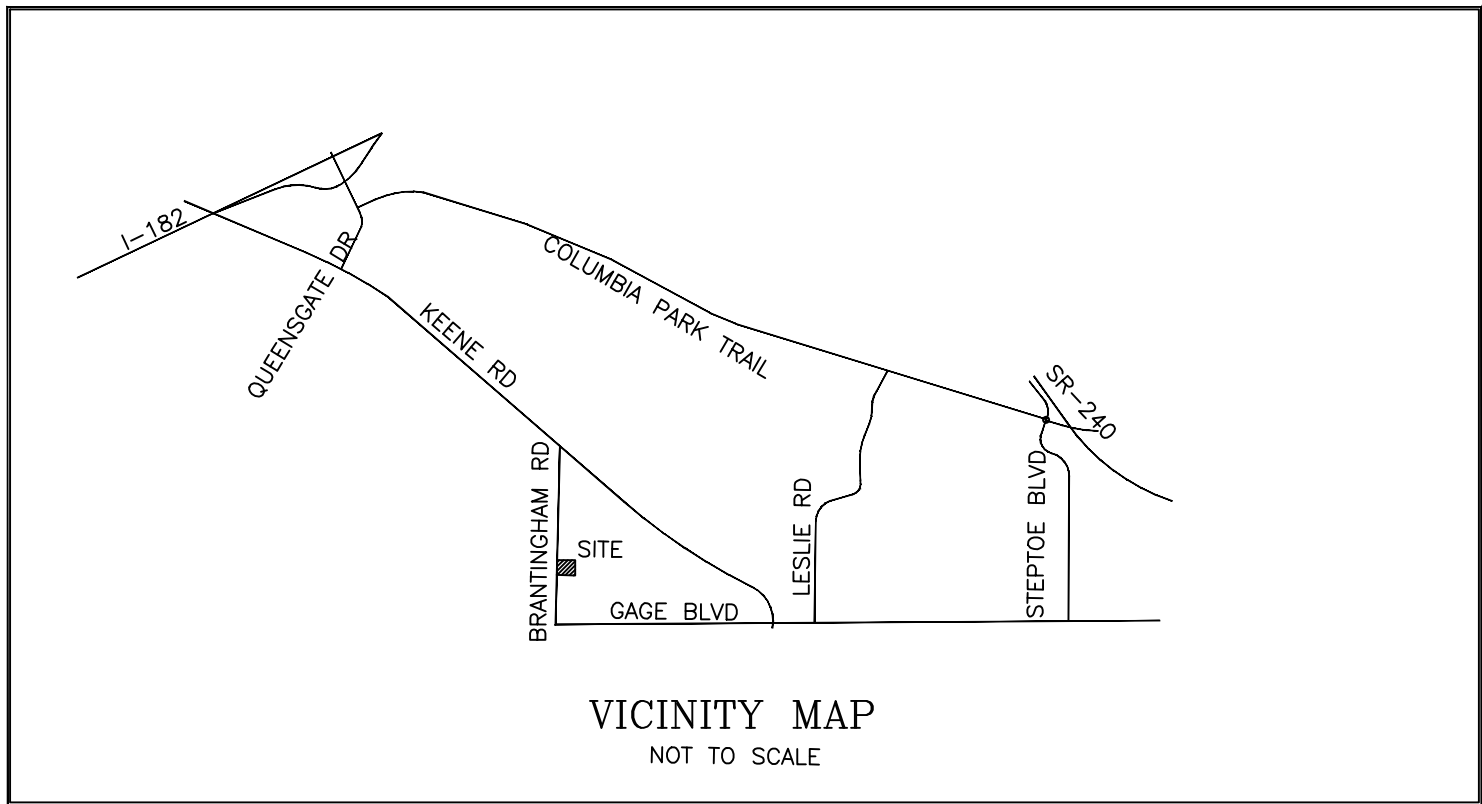 I-182
QUEENSGATE DR
COLUMBIA PARK TRAIL
KEENE RD
SR-240
BRANTINGHAM RD
SITE
LESLIE RD
STEPTOE BLVD
GAGE BLVD
VICINITY MAP
NOT TO SCALE